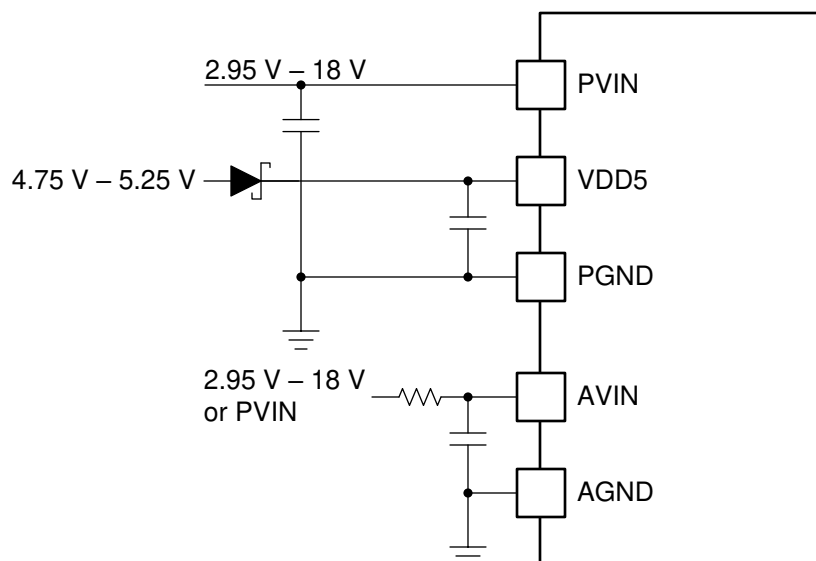 2.95 V – 18 V
PVIN
4.75 V – 5.25 V
VDD5
PGND
2.95 V – 18 V
or PVIN
AVIN
AGND